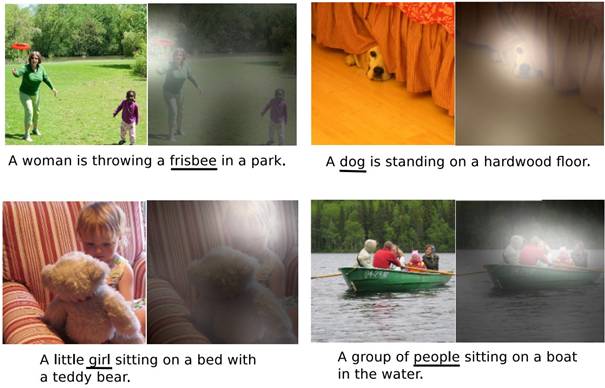 A woman is throwing a frisbee in a park.
A dog is standing on a hardwood floor.
A little girl sitting on a bed with
a teddy bear.
A group of people sitting on a boat
in the water.